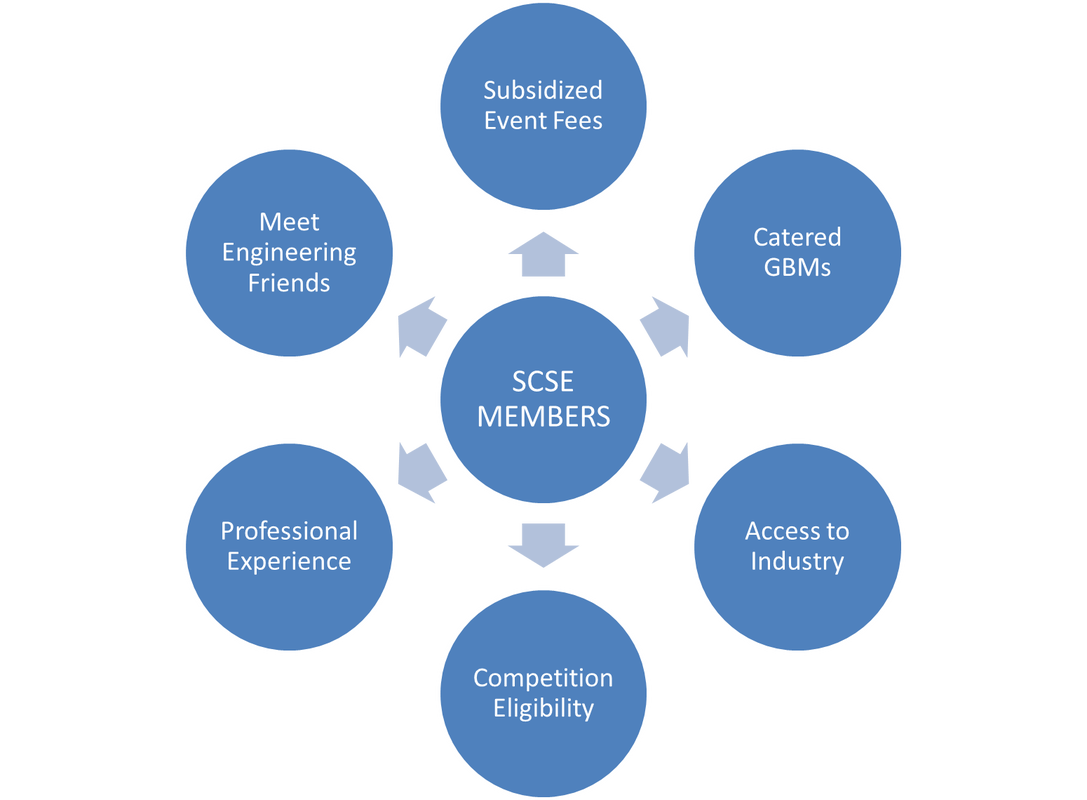 Subsidized
Event Fees
Meet
Engineering
Friends
Catered
GBMs
SCSE
MEMBERS
Professional
Experience
Access to
Industry
Competition
Eligibility